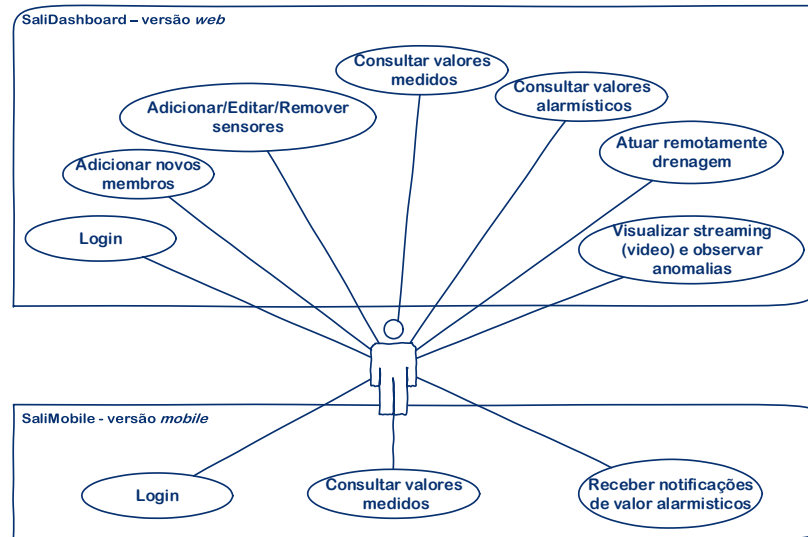 SaliDashboard – versão web
Consultar valores
medidos
Consultar valores
alarmísticos
Adicionar/Editar/Remover
sensores
Atuar remotamente
drenagem
Adicionar novos
membros
Login
Visualizar streaming
(video) e observar
anomalias
SaliMobile - versão mobile
Login
Consultar valores
medidos
Receber notificações
de valor alarmisticos